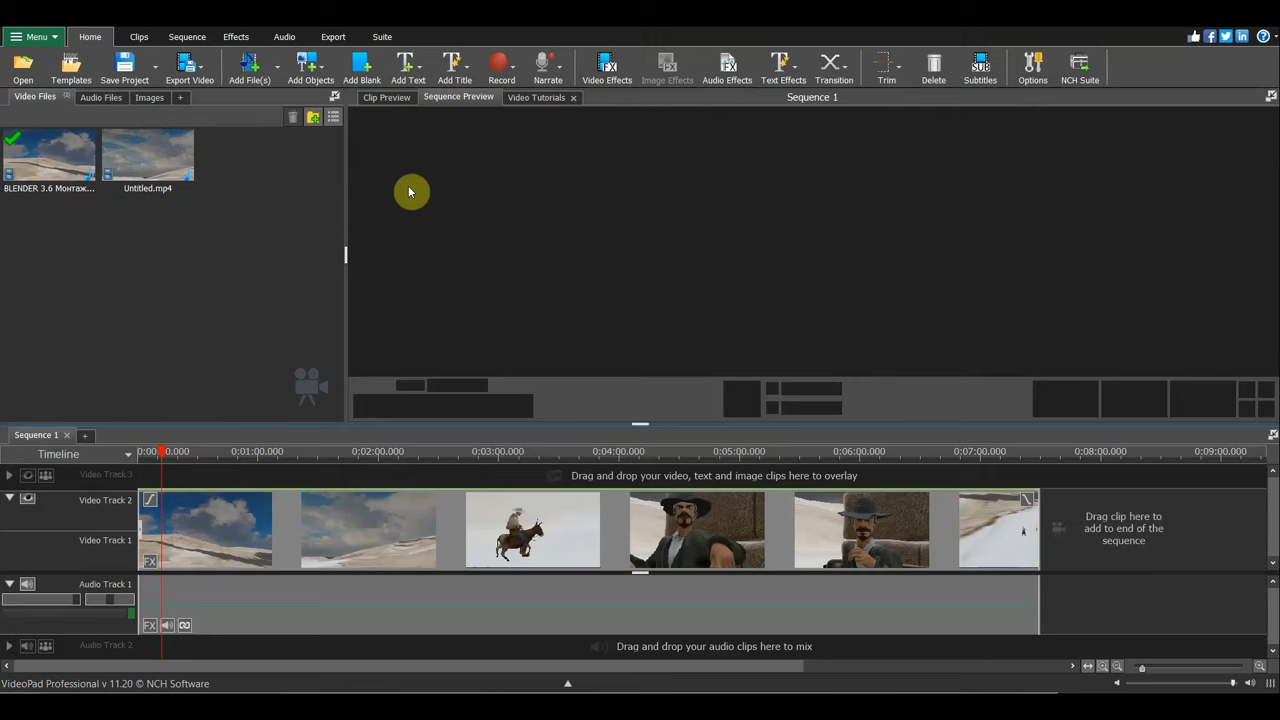 Menu Home Clips Sequence Effects Audio Export Suite
Open Templates Save Project Export Video Add File(s) Add Objects Add Blank Add Text Add Title Record Narrate Video Effects Image Effects Audio Effects Text Effects Transition Trim Delete Subtitles Options NCH Suite
FX FX FX SUB
Video Files Audio Files Images + Clip Preview Sequence Preview Video Tutorials Sequence 1
BLENDER 3.6 Монтаж... Untitled.mp4
Sequence 1 +
Timeline 0:00 0.000 0:01:00.000 0:02:00.000 0:03:00.000 0:04:00.000 0:05:00.000 0:06:00.000 0:07:00.000 0:08:00.000 0:09:00.000
Video Track 3 Drag and drop your video, text and image clips here to overlay
Video Track 2
Drag clip here to
add to end of the
sequence
Video Track 1
FX
Audio Track 1
FX
Audio Track 2 Drag and drop your audio clips here to mix
VideoPad Professional v 11.20 © NCH Software